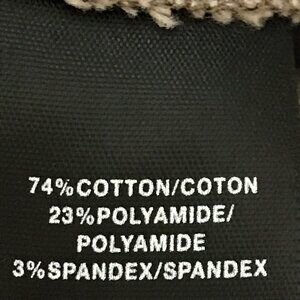 74%COTTON/COTON
23%POLYAMIDE/
POLYAMIDE
3%SPANDEX/SPANDEX